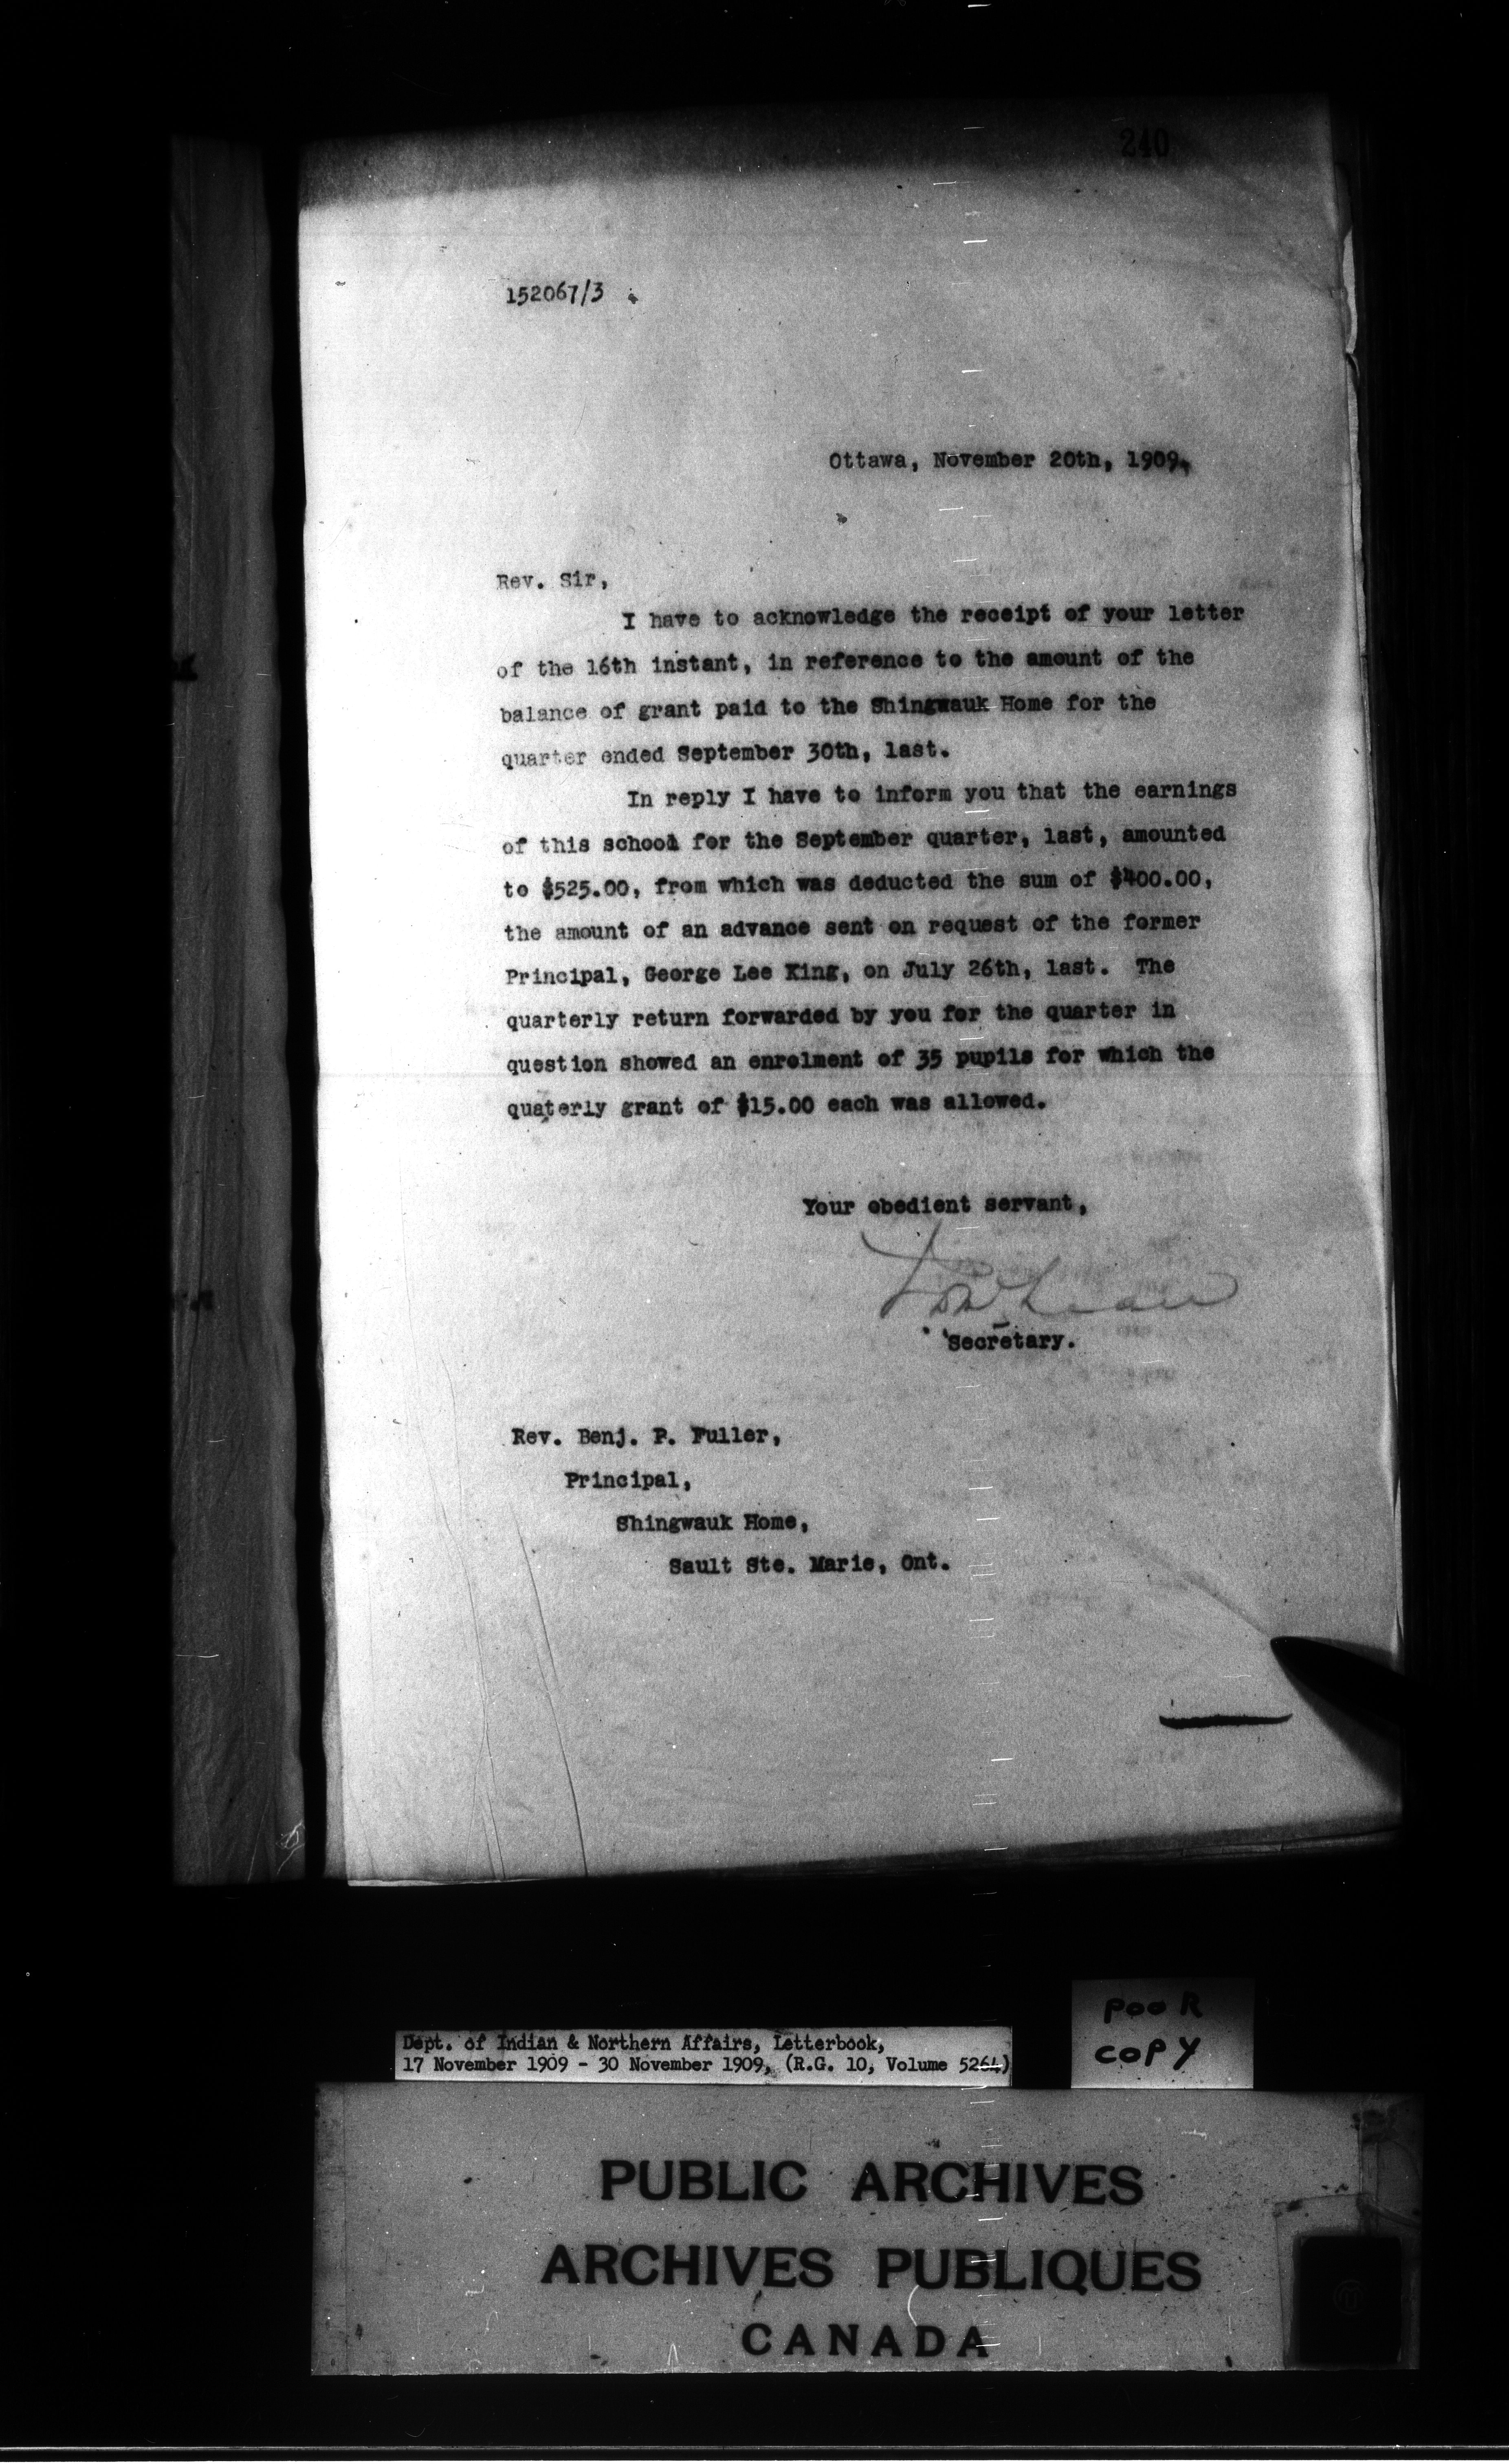 240
152067/3
Ottawa, November 20th, 1909.
Rev. Sir,
I have to acknowledge the receipt of your letter
of the 16th instant, in reference to the amount of the
balance of grant paid to the Shingwauk Home for the
quarter ended September 30th, last.
In reply I have to inform you that the earnings
of this school for the September quarter, last, amounted
to $525.00, from which was deducted the sum of $400.00,
the amount of an advance sent on request of the former
Principal, George Lee King, on July 26th, last. The
quarterly return forwarded by you for the quarter in
question showed an enrolment of 35 pupils for which the
quaterly grant of $15.00 each was allowed.
Your obedient servant,
Secretary.
Rev. Benj. P. Fuller,
Principal,
Shingwauk Home,
Sault Ste. Marie, Ont.
Dept. of Indian & Northern Affairs, Letterbook,
17 November 1909 - 30 November 1909, (R.G. 10, Volume 5264)
POOR
COPY
PUBLIC ARCHIVES
ARCHIVES PUBLIQUES
CANADA